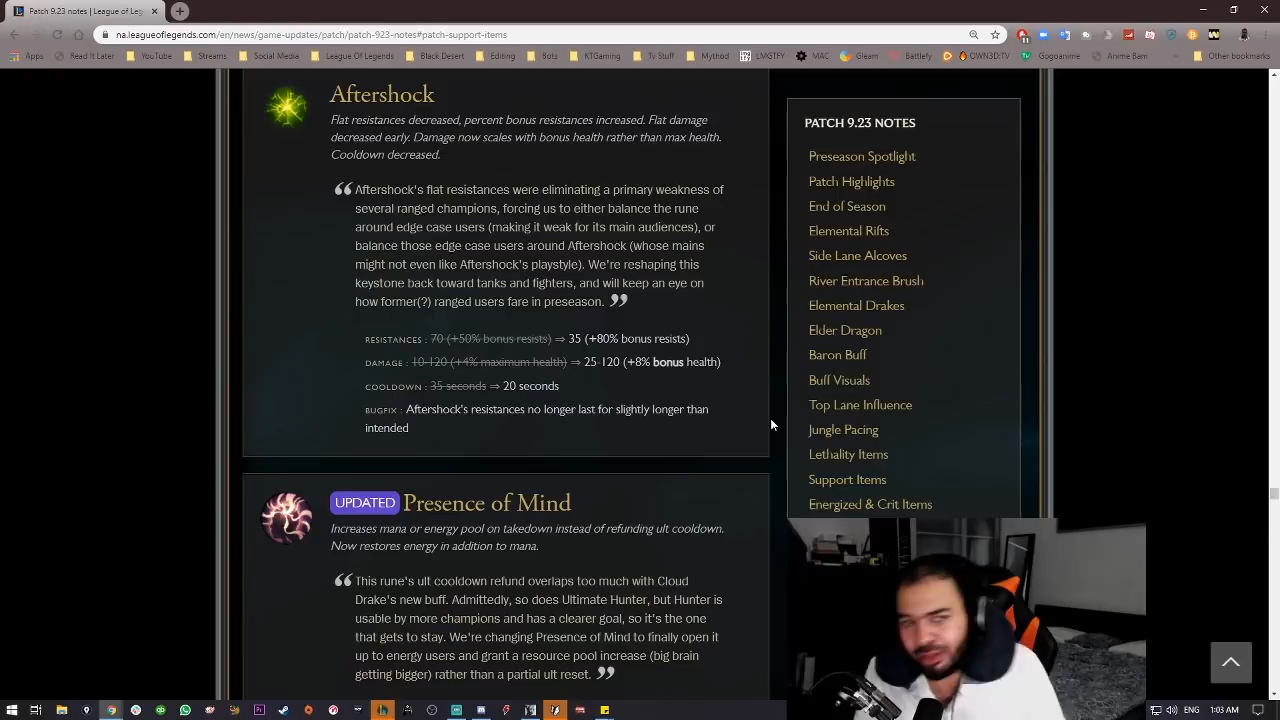 Patch 9.23 notes | League of Leg
na.leagueoflegends.com/en/news/game-updates/patch/patch-923-notes#patch-support-items
Apps
Read It Later
YouTube
Streams
League Of Legends
Black Desert
Editing
Bots
KTGaming
Tv Stuff
Mythod
LMGTFY
MAC
Gleam
Battlefy
OWN3D:TV
Gogoanime
Anime Bam
Other bookmarks
Aftershock
Flat resistances decreased, percent bonus resistances increased. Flat damage
decreased early. Damage now scales with bonus health rather than max health.
Cooldown decreased.
“ Aftershock's flat resistances were eliminating a primary weakness of
several ranged champions, forcing us to either balance the rune
around edge case users (making it weak for its main audiences), or
balance those edge case users around Aftershock (whose mains
might not even like Aftershock's playstyle). We're reshaping this
keystone back toward tanks and fighters, and will keep an eye on
how former(?) ranged users fare in preseason. ”
RESISTANCES : 70 (+50% bonus resists) ⇒ 35 (+80% bonus resists)
DAMAGE : 10-120 (+4% maximum health) ⇒ 25-120 (+8% bonus health)
COOLDOWN : 35 seconds ⇒ 20 seconds
BUGFIX : Aftershock's resistances no longer last for slightly longer than
intended
UPDATED Presence of Mind
Increases mana or energy pool on takedown instead of refunding ult cooldown.
Now restores energy in addition to mana.
“ This rune's ult cooldown refund overlaps too much with Cloud
Drake's new buff. Admittedly, so does Ultimate Hunter, but Hunter is
usable by more champions and has a clearer goal, so it's the one
that gets to stay. We're changing Presence of Mind to finally open it
up to energy users and grant a resource pool increase (big brain
getting bigger) rather than a partial ult reset. ”
PATCH 9.23 NOTES
Preseason Spotlight
Patch Highlights
End of Season
Elemental Rifts
Side Lane Alcoves
River Entrance Brush
Elemental Drakes
Elder Dragon
Baron Buff
Buff Visuals
Top Lane Influence
Jungle Pacing
Lethality Items
Support Items
Energized & Crit Items
ENG
1:03 AM